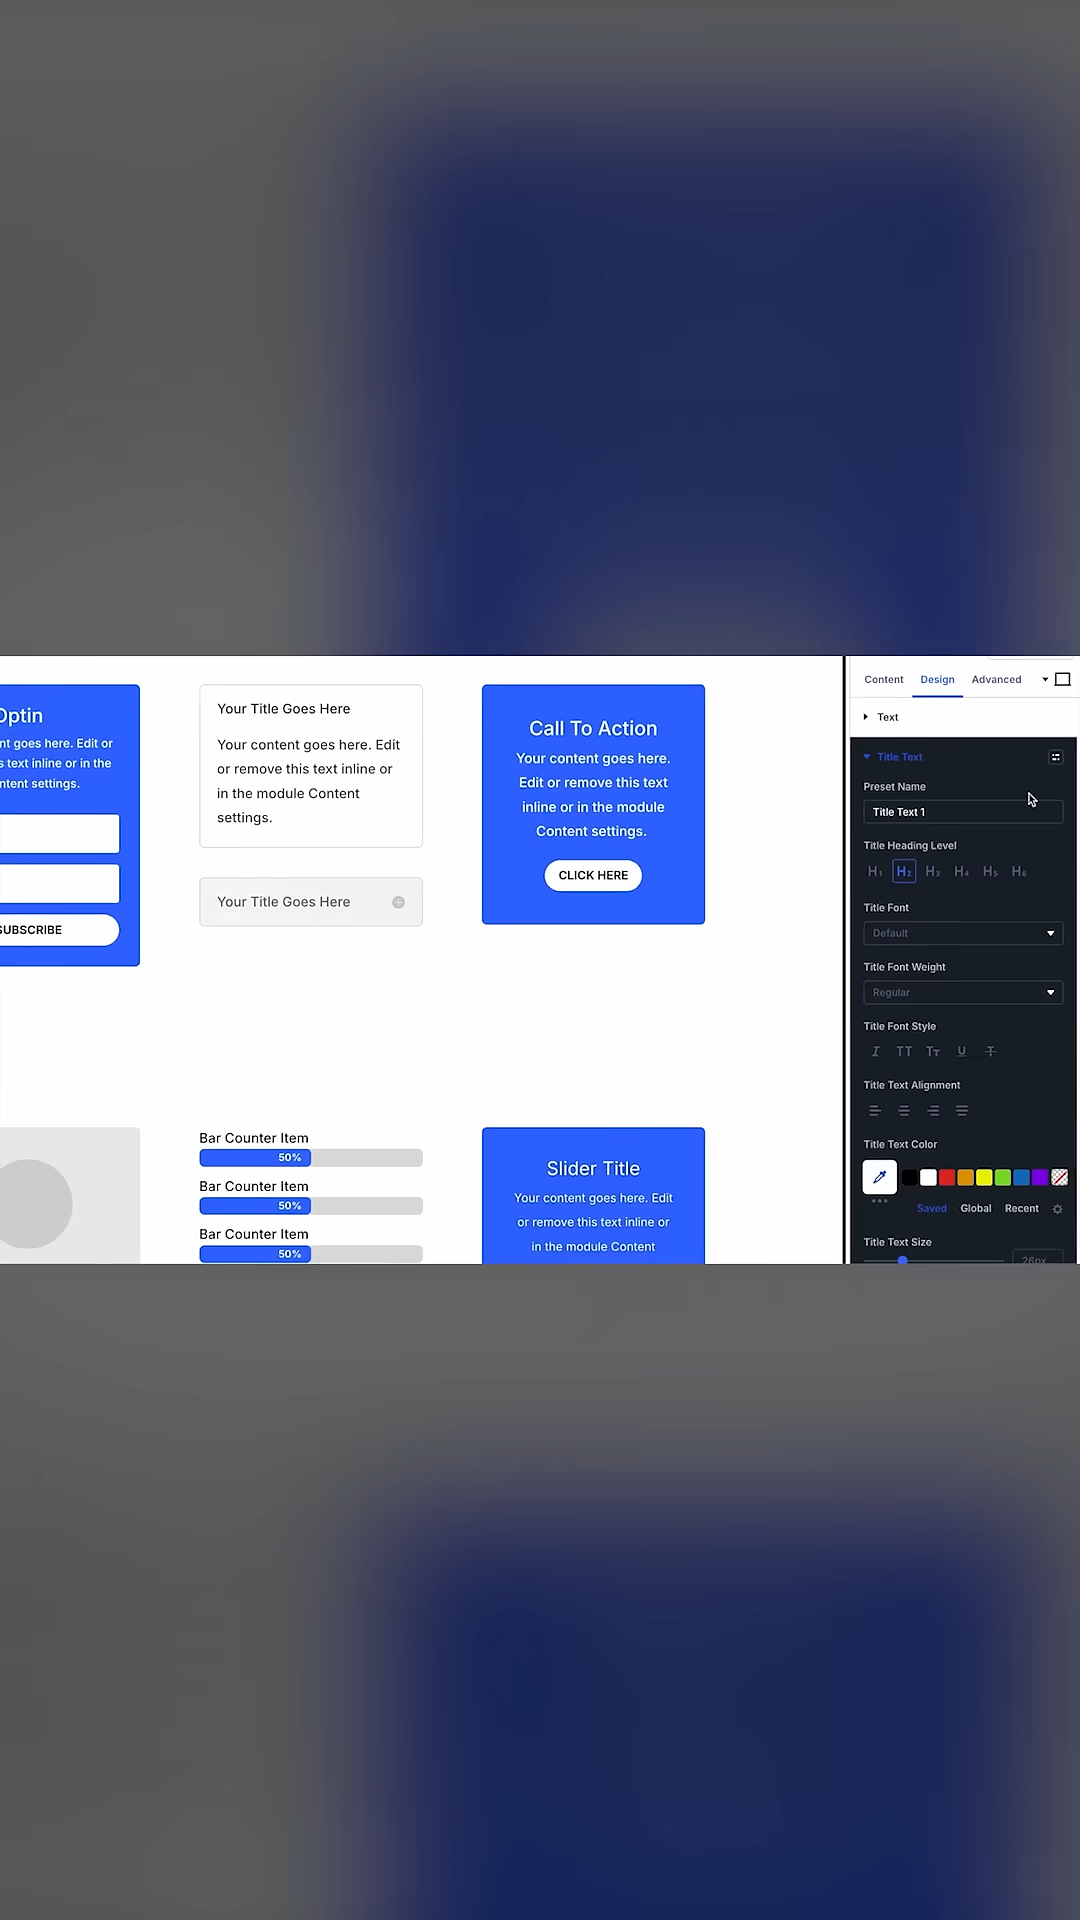 Optin
nt goes here. Edit or
s text inline or in the
ntent settings.
SUBSCRIBE
Your Title Goes Here
Your content goes here. Edit
or remove this text inline or
in the module Content
settings.
Your Title Goes Here
Call To Action
Your content goes here.
Edit or remove this text
inline or in the module
Content settings.
CLICK HERE
Bar Counter Item
50%
Bar Counter Item
50%
Bar Counter Item
50%
Slider Title
Your content goes here. Edit
or remove this text inline or
in the module Content
Content Design Advanced
Text
Title Text
Preset Name
Title Text 1
Title Heading Level
H1 H2 H3 H4 H5 H6
Title Font
Default
Title Font Weight
Regular
Title Font Style
I TT Tт U S
Title Text Alignment
Title Text Color
Saved Global Recent
Title Text Size
26px